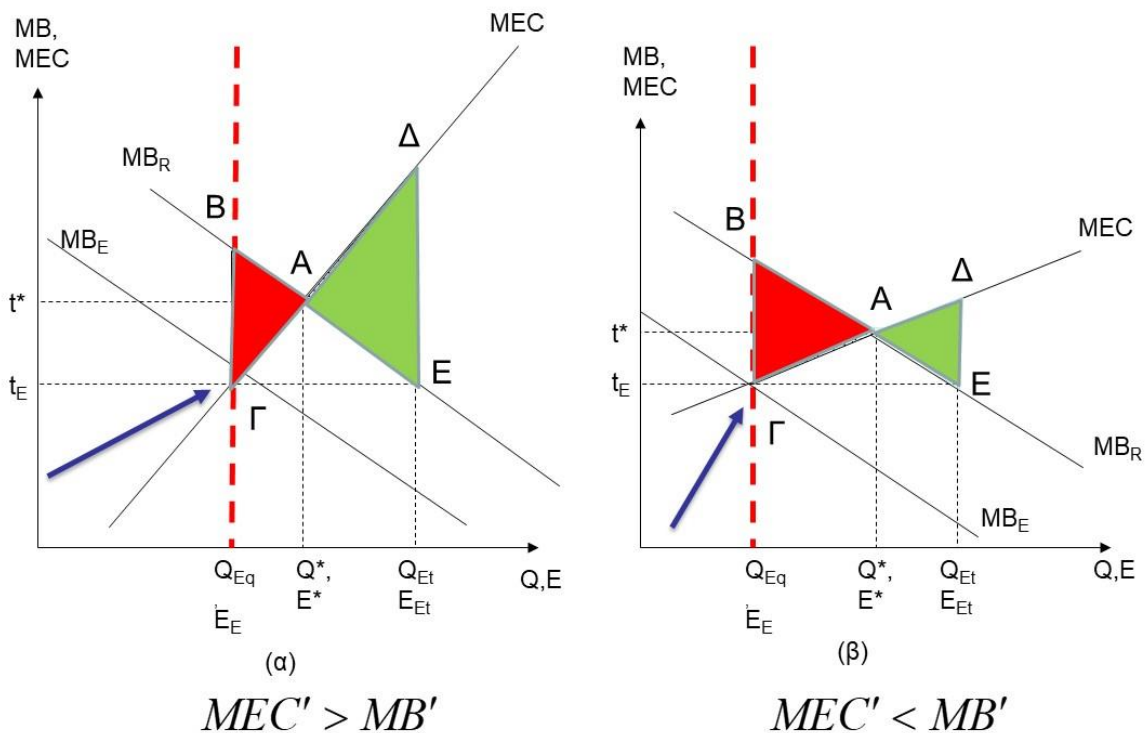 MB,
MEC
MEC
Δ
MB_R
B
MB_E
A
t*
E
t_E
Γ
Q_Eq
Q*,
Q_Et
Q,E
,E_E
E*
E_Et
(α)
MEC' > MB'
MB,
MEC
B
MEC
Δ
A
t*
E
t_E
Γ
MB_R
MB_E
Q_Eq
Q*,
Q_Et
Q,E
,E_E
E*
E_Et
(β)
MEC' < MB'